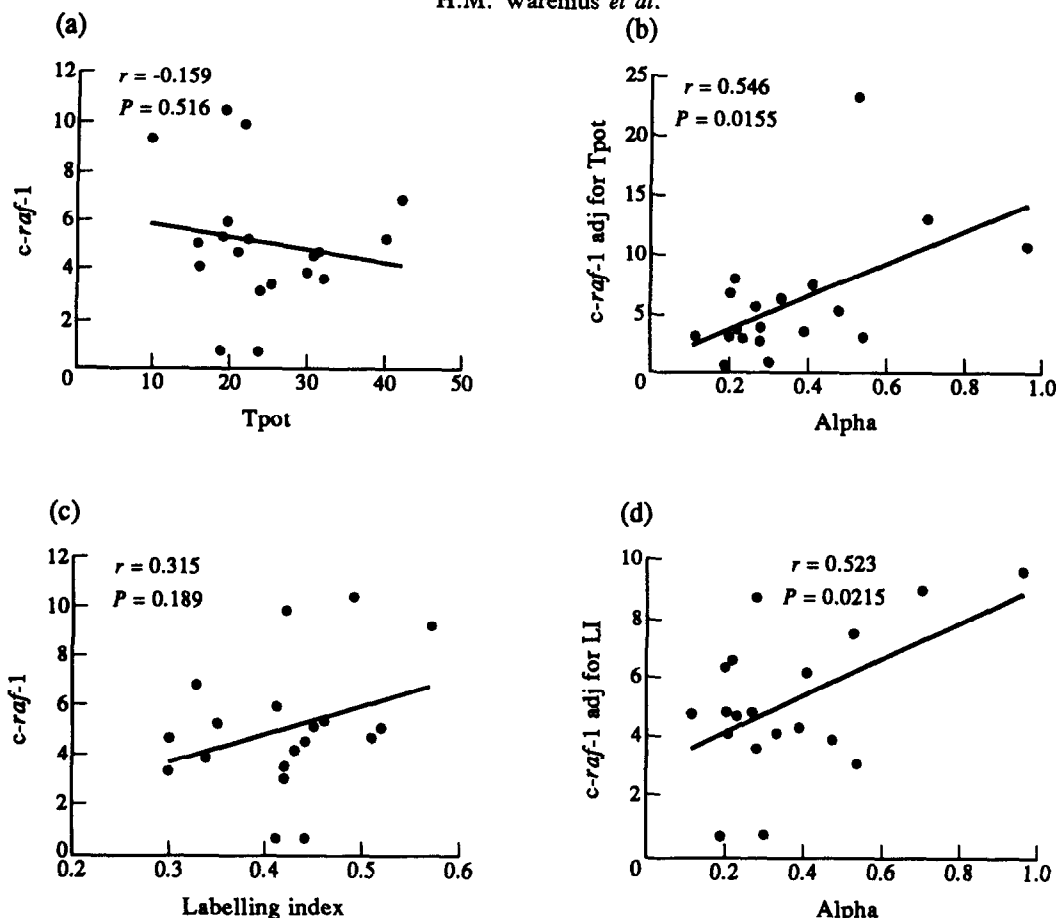 H.M. Warenius et al.
(a)
12
10
8
6
4
2
0
r = -0.159
P = 0.516
c-raf-1
10
20
30
40
50
Tpot
(b)
25
20
15
10
5
0
r = 0.546
P = 0.0155
c-raf-1 adj for Tpot
0.2
0.4
0.6
0.8
1.0
Alpha
(c)
12
10
8
6
4
2
0
r = 0.315
P = 0.189
c-raf-1
0.2
0.3
0.4
0.5
0.6
Labelling index
(d)
10
8
6
4
2
0
r = 0.523
P = 0.0215
c-raf-1 adj for LI
0.2
0.4
0.6
0.8
1.0
Alpha